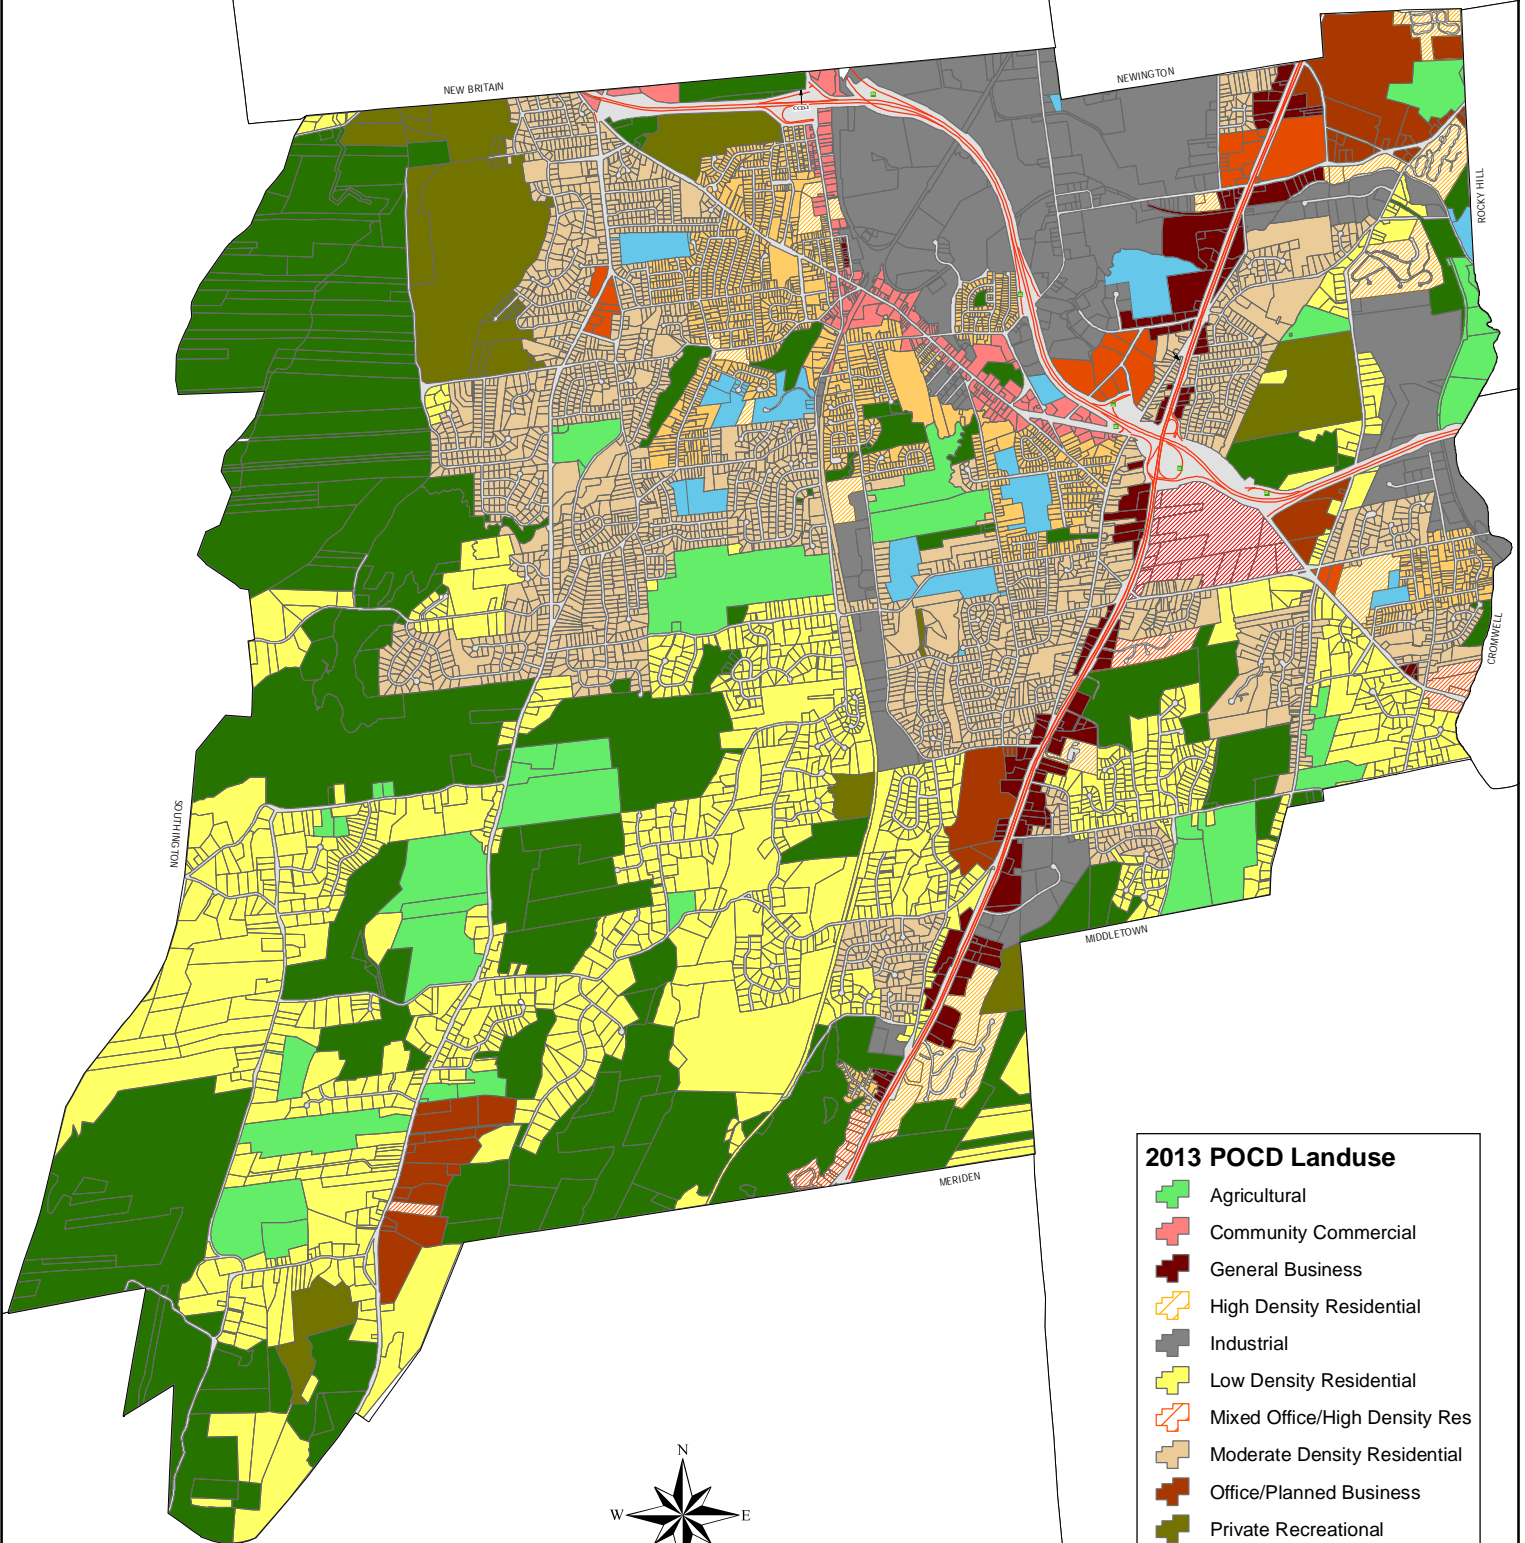 NEW BRITAIN
NEWINGTON
ROCKY HILL
CROMWELL
SOUTHINGTON
MIDDLETOWN
MERIDEN
2013 POCD Landuse
Agricultural
Community Commercial
General Business
High Density Residential
Industrial
Low Density Residential
Mixed Office/High Density Res
Moderate Density Residential
Office/Planned Business
Private Recreational
N
W E